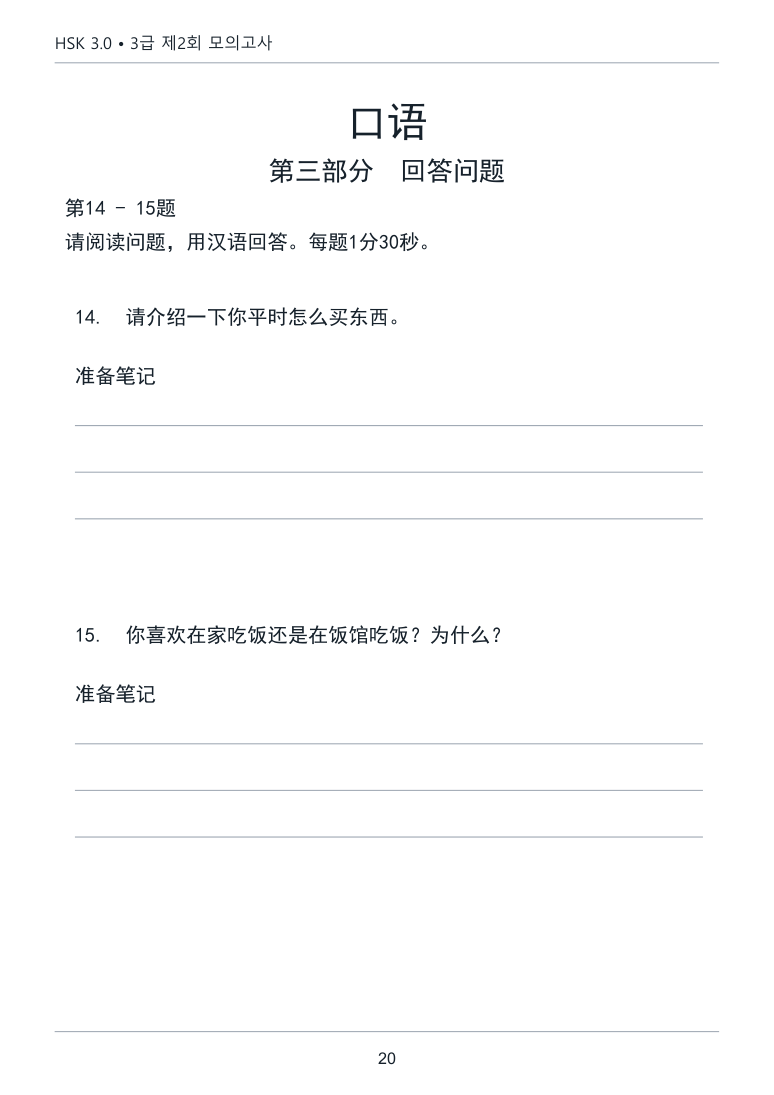 HSK 3.0 • 3급 제2회 모의고사
口语
第三部分　回答问题
第14 – 15题
请阅读问题，用汉语回答。每题1分30秒。
14.　请介绍一下你平时怎么买东西。
准备笔记
15.　你喜欢在家吃饭还是在饭馆吃饭？为什么？
准备笔记
20